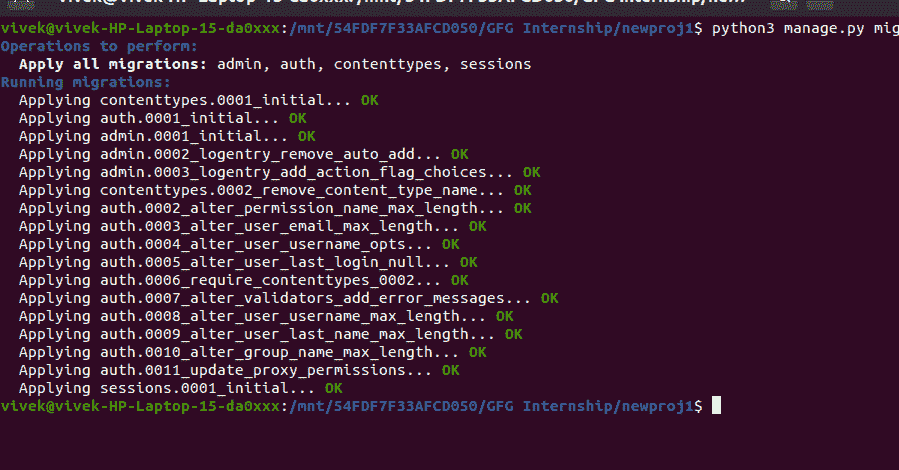 vivek@vivek-HP-Laptop-15-da0xxx:/mnt/54FDF7F33AFCD050/GFG Internship/newproj1$ python3 manage.py mig
Operations to perform:
  Apply all migrations: admin, auth, contenttypes, sessions
Running migrations:
  Applying contenttypes.0001_initial... OK
  Applying auth.0001_initial... OK
  Applying admin.0001_initial... OK
  Applying admin.0002_logentry_remove_auto_add... OK
  Applying admin.0003_logentry_add_action_flag_choices... OK
  Applying contenttypes.0002_remove_content_type_name... OK
  Applying auth.0002_alter_permission_name_max_length... OK
  Applying auth.0003_alter_user_email_max_length... OK
  Applying auth.0004_alter_user_username_opts... OK
  Applying auth.0005_alter_user_last_login_null... OK
  Applying auth.0006_require_contenttypes_0002... OK
  Applying auth.0007_alter_validators_add_error_messages... OK
  Applying auth.0008_alter_user_username_max_length... OK
  Applying auth.0009_alter_user_last_name_max_length... OK
  Applying auth.0010_alter_group_name_max_length... OK
  Applying auth.0011_update_proxy_permissions... OK
  Applying sessions.0001_initial... OK
vivek@vivek-HP-Laptop-15-da0xxx:/mnt/54FDF7F33AFCD050/GFG Internship/newproj1$